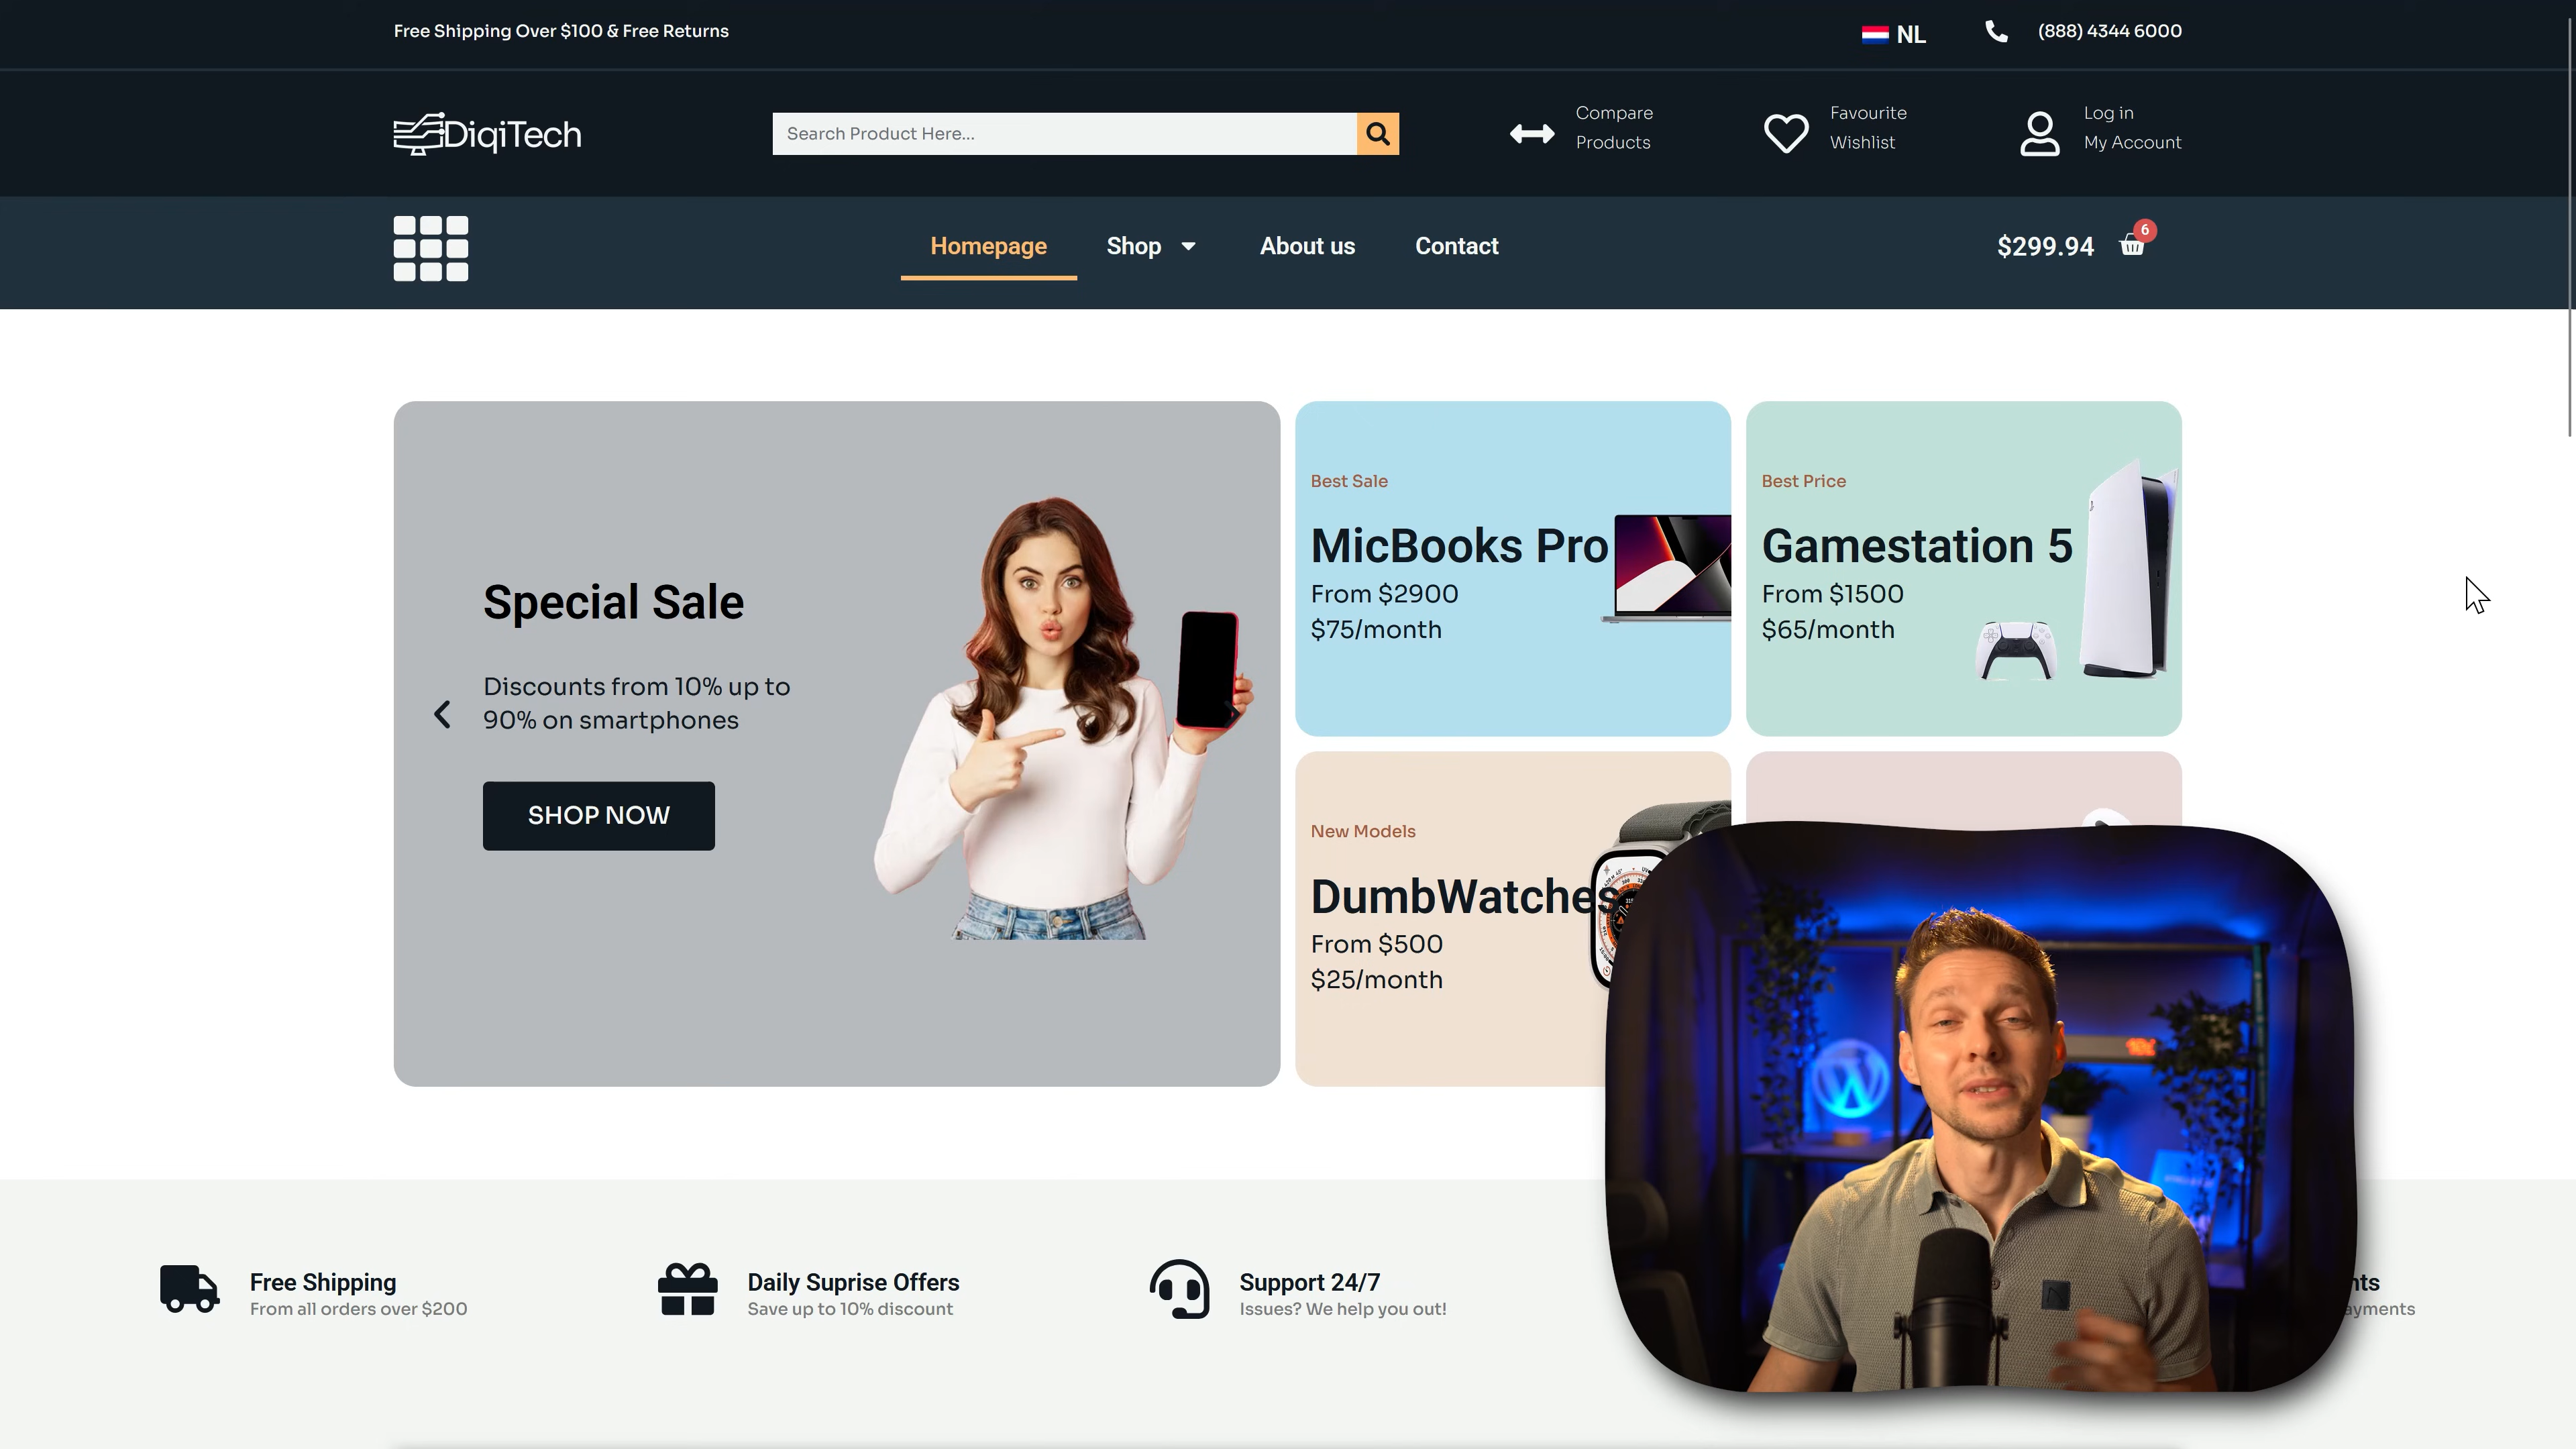 Free Shipping Over $100 & Free Returns
NL
(888) 4344 6000
DiqiTech
Search Product Here...
Compare
Products
Favourite
Wishlist
Log in
My Account
Homepage
Shop
About us
Contact
$299.94
6
Special Sale
Discounts from 10% up to
90% on smartphones
SHOP NOW
Best Sale
MicBooks Pro
From $2900
$75/month
Best Price
Gamestation 5
From $1500
$65/month
New Models
DumbWatches
From $500
$25/month
Free Shipping
From all orders over $200
Daily Suprise Offers
Save up to 10% discount
Support 24/7
Issues? We help you out!